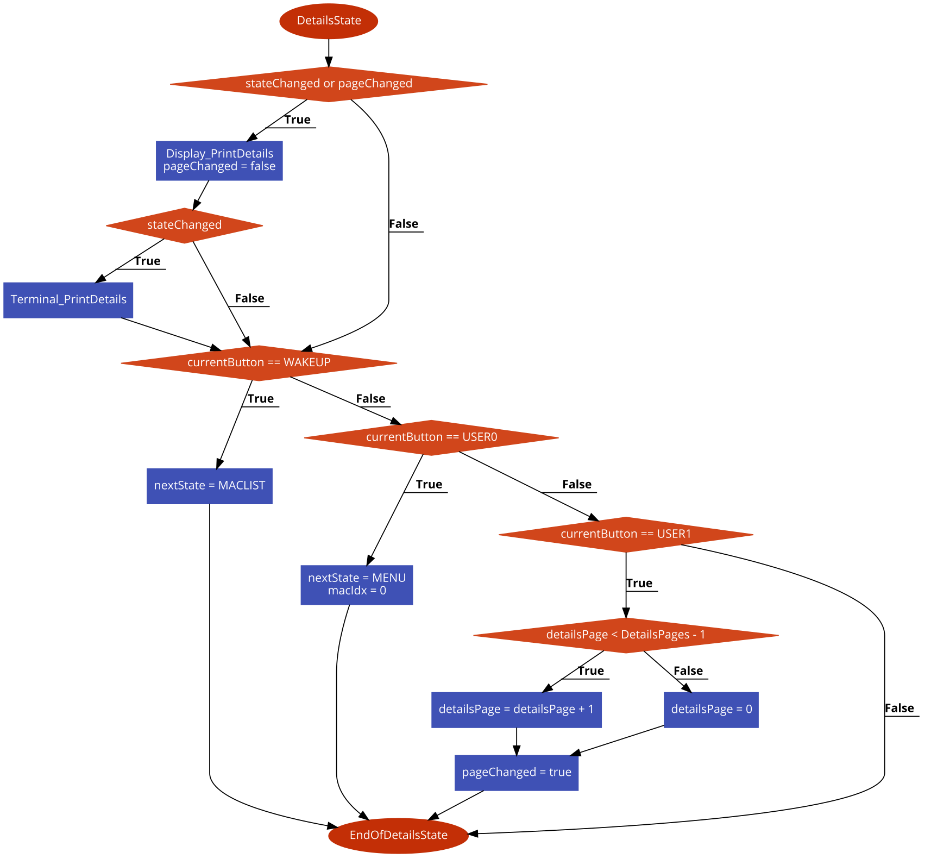 DetailsState
stateChanged or pageChanged
True
Display_PrintDetails
pageChanged = false
stateChanged
False
True
Terminal_PrintDetails
False
currentButton == WAKEUP
True
False
currentButton == USER0
nextState = MACLIST
True
False
currentButton == USER1
nextState = MENU
macIdx = 0
True
detailsPage < DetailsPages - 1
True
False
detailsPage = detailsPage + 1
detailsPage = 0
False
pageChanged = true
EndOfDetailsState